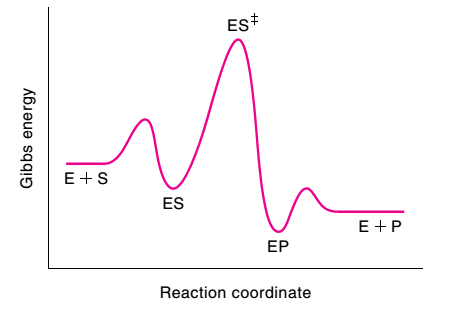 ES‡
Gibbs energy
E + S
ES
EP
E + P
Reaction coordinate